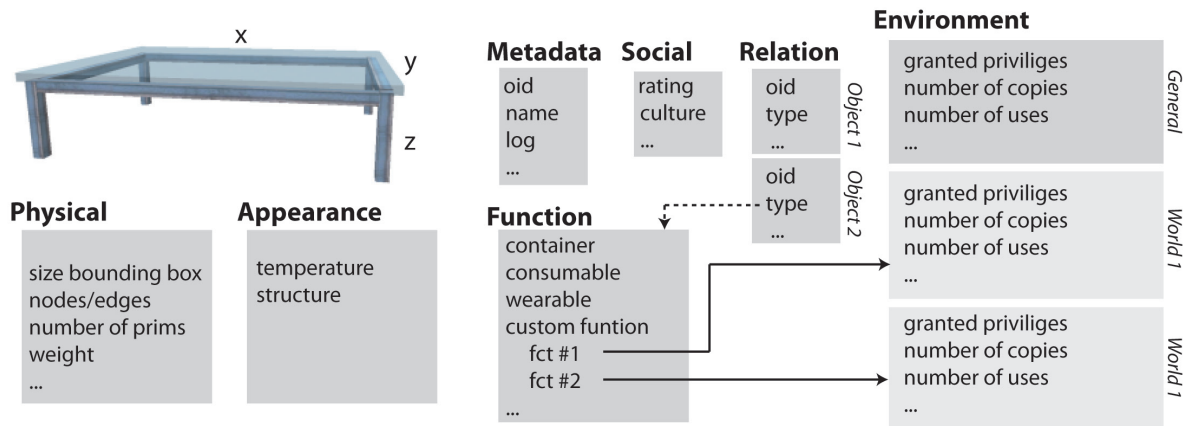 x
y
z
Physical
size bounding box
nodes/edges
number of prims
weight
...
Appearance
temperature
structure
Metadata
oid
name
log
...
Social
rating
culture
...
Relation
oid
type
...
Object 1
oid
type
...
Object 2
Function
container
consumable
wearable
custom funtion
fct #1
fct #2
...
Environment
granted priviliges
number of copies
number of uses
...
General
granted priviliges
number of copies
number of uses
...
World 1
granted priviliges
number of copies
number of uses
...
World 1